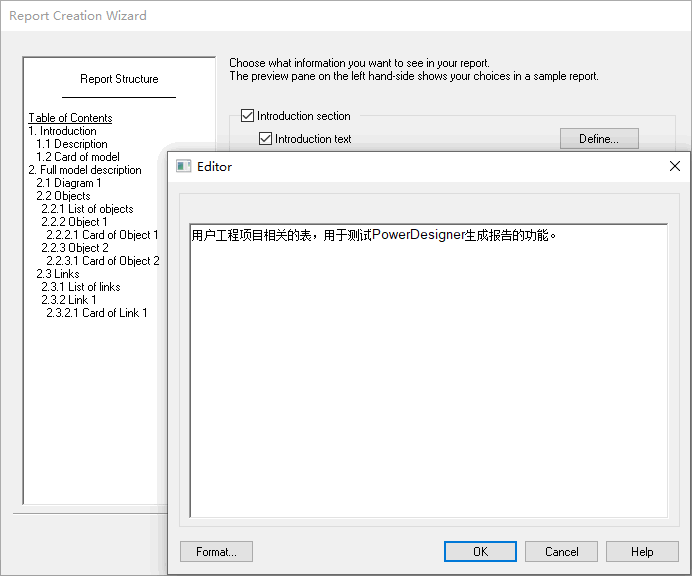 Report Creation Wizard
Report Structure
Table of Contents
1. Introduction
1.1 Description
1.2 Card of model
2. Full model description
2.1 Diagram 1
2.2 Objects
2.2.1 List of objects
2.2.2 Object 1
2.2.2.1 Card of Object 1
2.2.3 Object 2
2.2.3.1 Card of Object 2
2.3 Links
2.3.1 List of links
2.3.2 Link 1
2.3.2.1 Card of Link 1
Choose what information you want to see in your report.
The preview pane on the left hand-side shows your choices in a sample report.
Introduction section
Introduction text
Define...
Editor
用户工程项目相关的表，用于测试PowerDesigner生成报告的功能。
Format...
OK
Cancel
Help